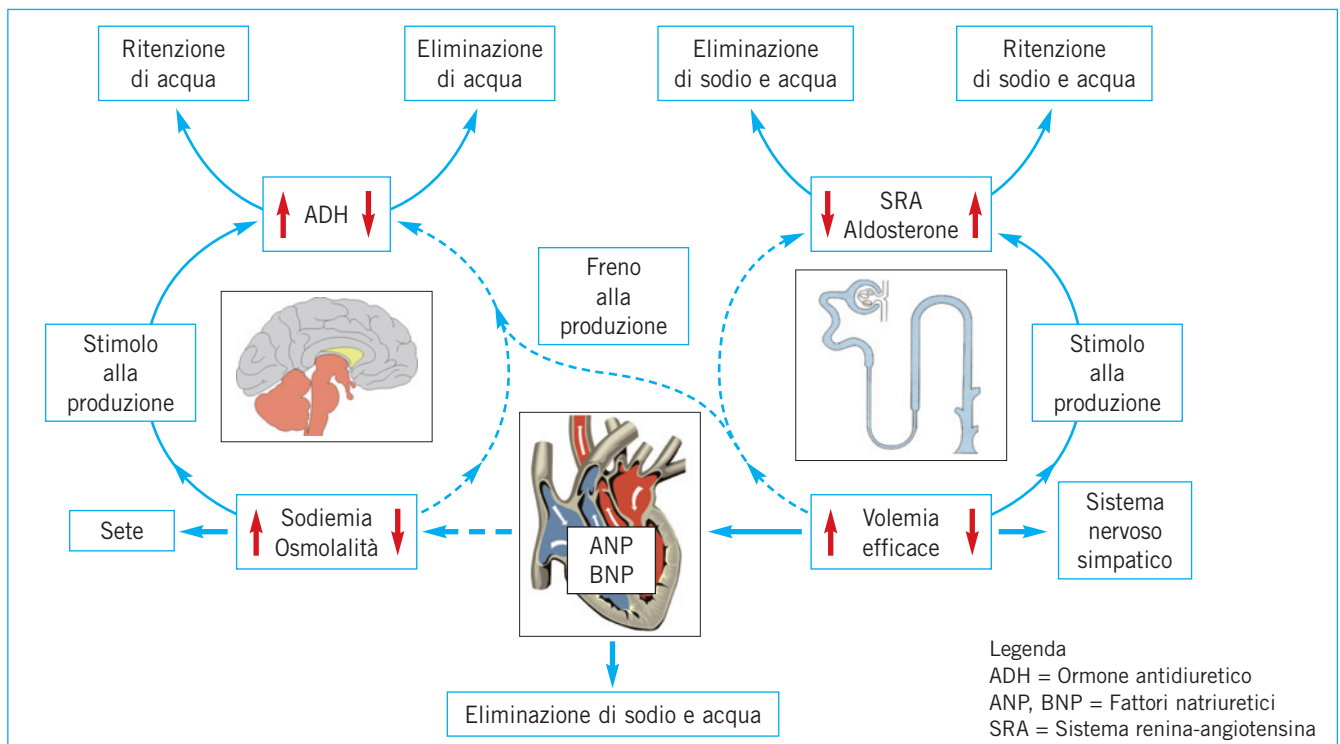 Ritenzione
di acqua
Eliminazione
di acqua
Eliminazione
di sodio e acqua
Ritenzione
di sodio e acqua
ADH
SRA
Aldosterone
Freno
alla
produzione
Stimolo
alla
produzione
Stimolo
alla
produzione
Sete
Sodiemia
Osmolalità
ANP
BNP
Volemia
efficace
Sistema
nervoso
simpatico
Eliminazione di sodio e acqua
Legenda
ADH = Ormone antidiuretico
ANP, BNP = Fattori natriuretici
SRA = Sistema renina-angiotensina